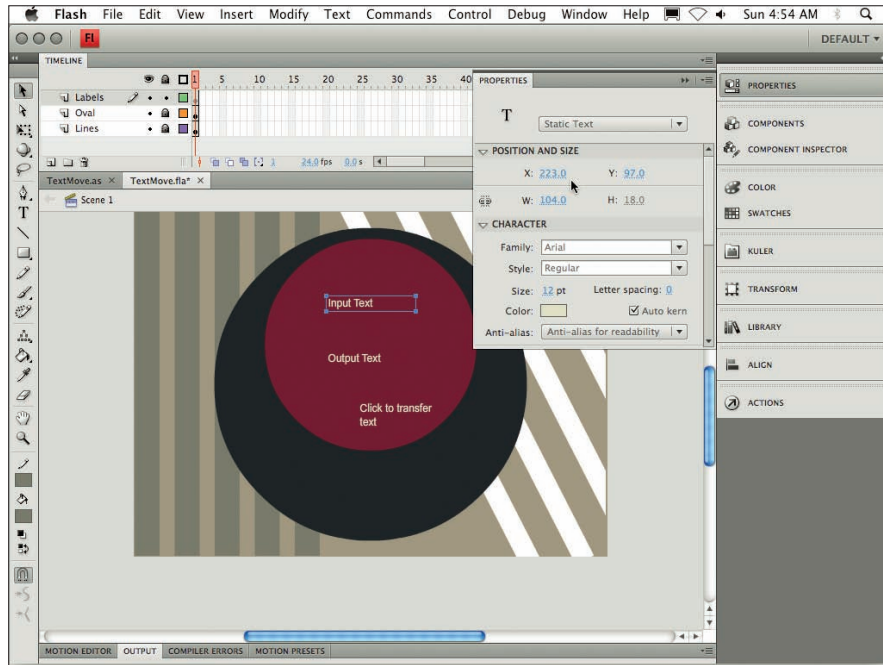 Flash File Edit View Insert Modify Text Commands Control Debug Window Help Sun 4:54 AM
Fl DEFAULT
TIMELINE
1 5 10 15 20 25 30 35 40
Labels
Oval
Lines
1 24.0 fps 0.0 s
TextMove.as × TextMove.fla* ×
Scene 1
Input Text
Output Text
Click to transfer
text
PROPERTIES
T Static Text
POSITION AND SIZE
X: 223.0 Y: 97.0
W: 104.0 H: 18.0
CHARACTER
Family: Arial
Style: Regular
Size: 12 pt Letter spacing: 0
Color: Auto kern
Anti-alias: Anti-alias for readability
PROPERTIES
COMPONENTS
COMPONENT INSPECTOR
COLOR
SWATCHES
KULER
TRANSFORM
LIBRARY
ALIGN
ACTIONS
T
MOTION EDITOR OUTPUT COMPILER ERRORS MOTION PRESETS